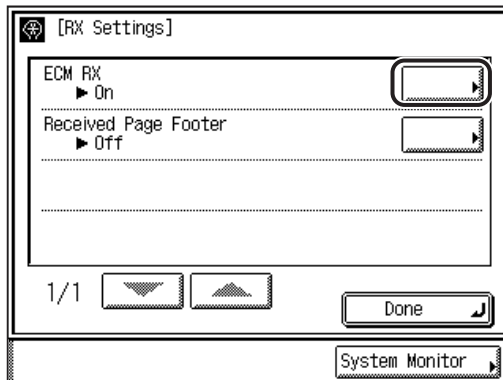 [RX Settings]
ECM RX
► On
Received Page Footer
► Off
1/1
Done
System Monitor